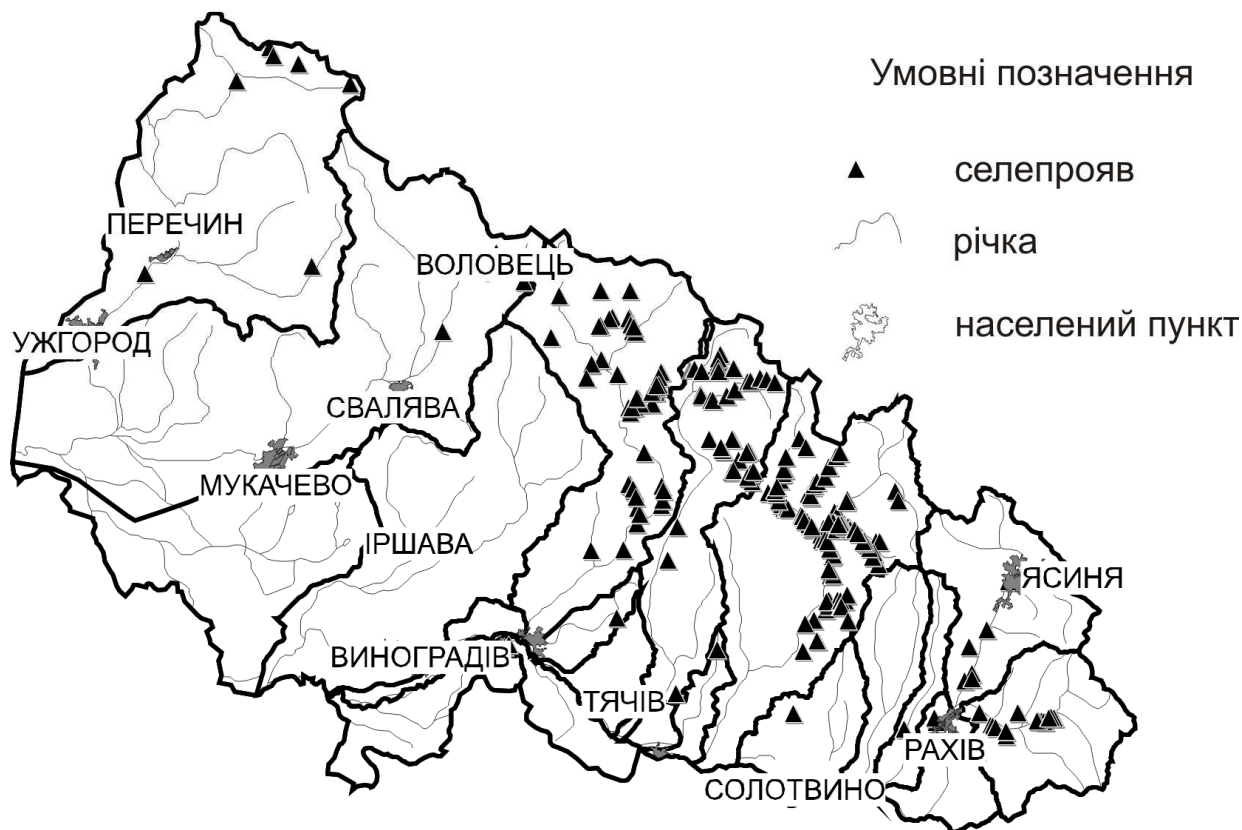 Умовні позначення
селепрояв
річка
населений пункт
ПЕРЕЧИН
ВОЛОВЕЦЬ
УЖГОРОД
СВАЛЯВА
МУКАЧЕВО
ІРШАВА
ЯСИНЯ
ВИНОГРАДІВ
ТЯЧІВ
РАХІВ
СОЛОТВИНО